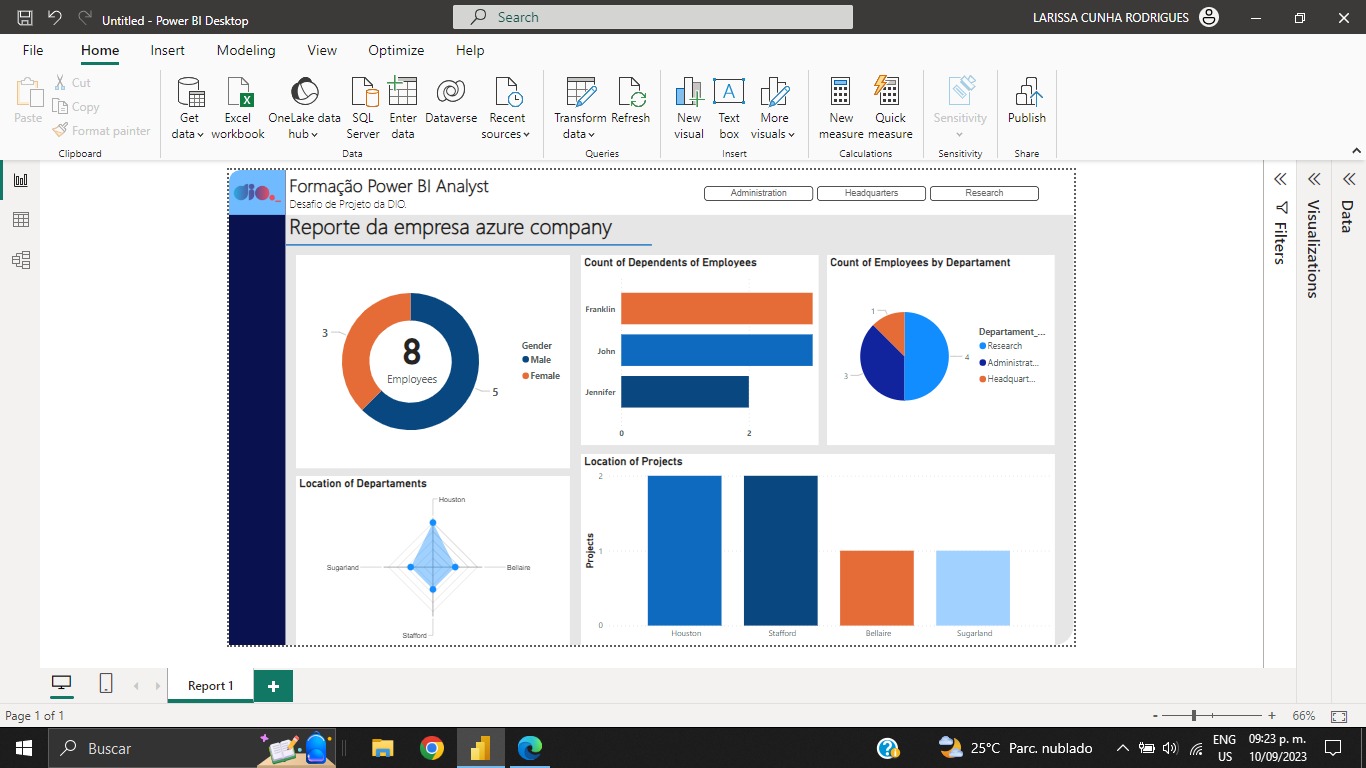 Untitled - Power BI Desktop
Search
LARISSA CUNHA RODRIGUES
File
Home
Insert
Modeling
View
Optimize
Help
Paste
Cut
Copy
Format painter
Clipboard
Get data
Excel workbook
OneLake data hub
SQL Server
Enter data
Dataverse
Recent sources
Data
Transform data
Refresh
Queries
New visual
Text box
More visuals
Insert
New measure
Quick measure
Calculations
Sensitivity
Sensitivity
Publish
Share
dio.
Formação Power BI Analyst
Desafio de Projeto da DIO.
Administration
Headquarters
Research
Reporte da empresa azure company
3
8
Employees
5
Gender
Male
Female
Count of Dependents of Employees
Franklin
John
Jennifer
0
2
Count of Employees by Departament
1
3
4
Departament_...
Research
Administrat...
Headquart...
Location of Departaments
Houston
Sugarland
Bellaire
Stafford
Location of Projects
Projects
2
1
0
Houston
Stafford
Bellaire
Sugarland
Filters
Visualizations
Data
Report 1
Page 1 of 1
66%
Buscar
25°C Parc. nublado
ENG
US
09:23 p. m.
10/09/2023